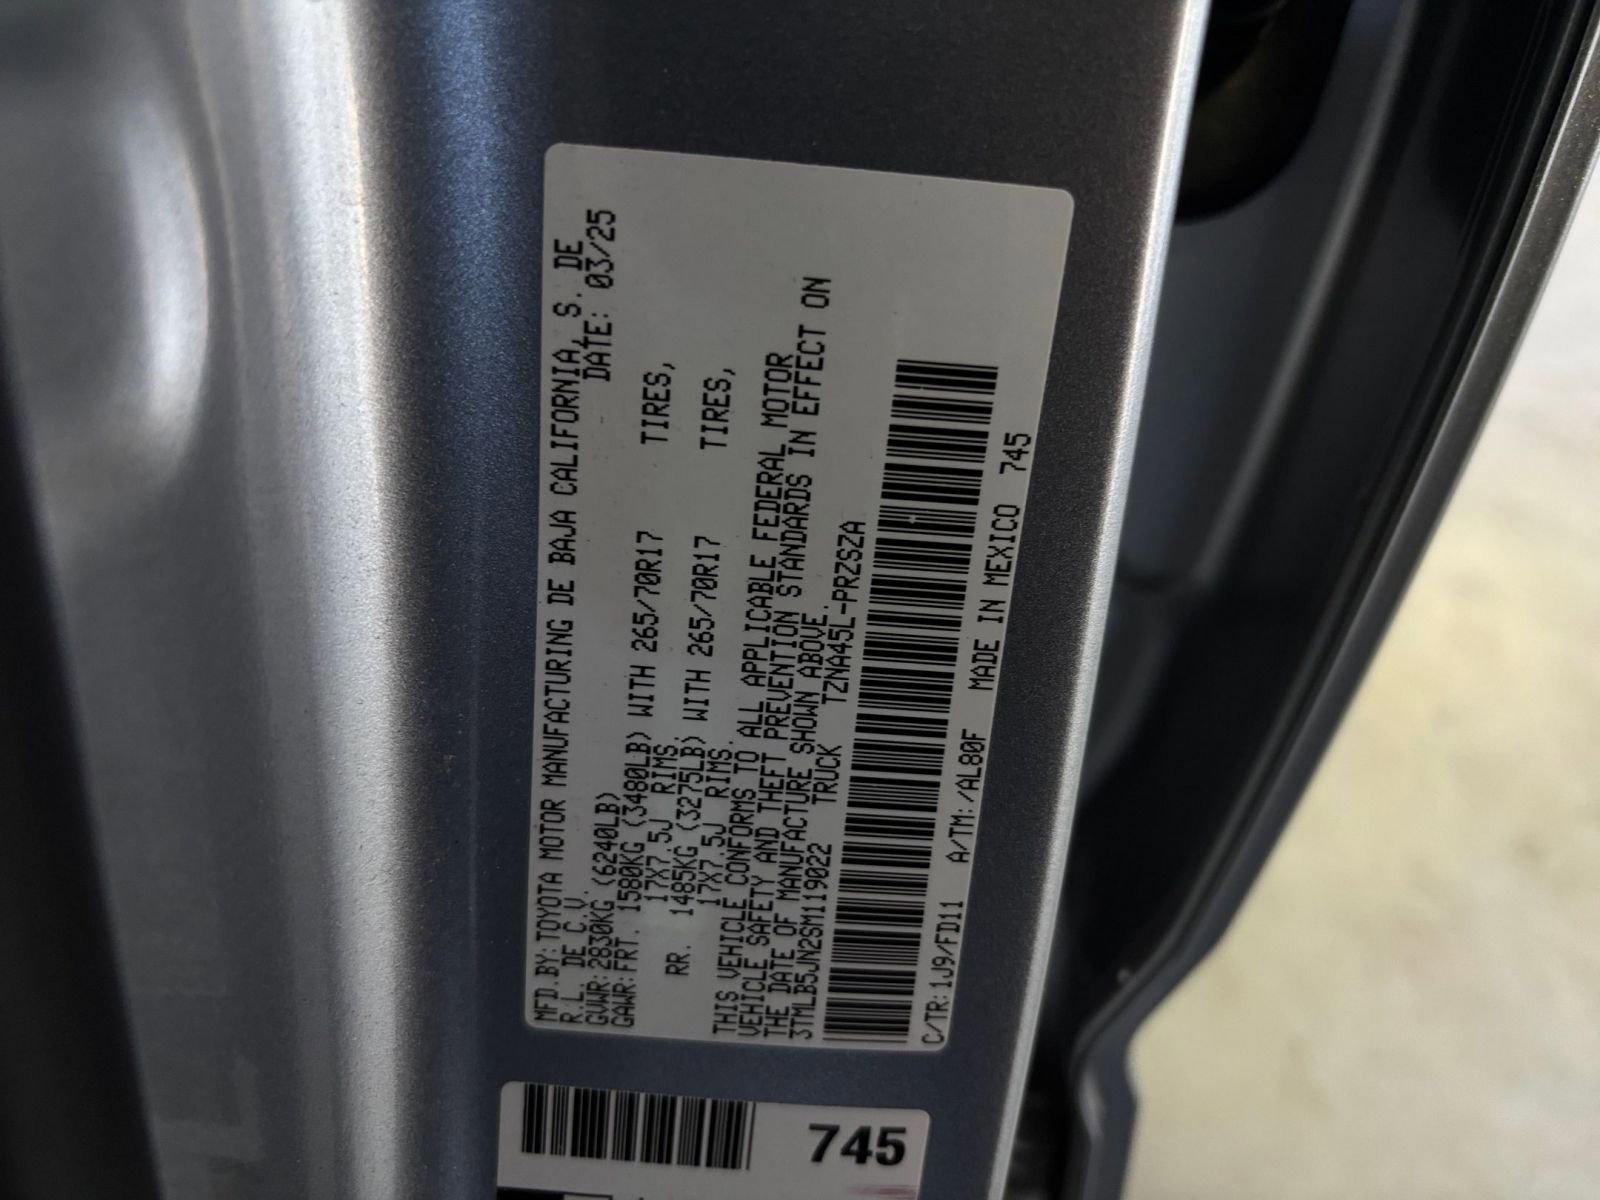 MFD.BY: TOYOTA MOTOR MANUFACTURING DE BAJA CALIFORNIA, S. DE
R.L. DE C.V. DATE: 03/25
GVWR: 2830KG (6240LB)
GAWR: FRT. 1580KG (3480LB) WITH 265/70R17 TIRES,
17X7.5J RIMS,
RR. 1485KG (3275LB) WITH 265/70R17 TIRES,
17X7.5J RIMS.
THIS VEHICLE CONFORMS TO ALL APPLICABLE FEDERAL MOTOR
VEHICLE SAFETY AND THEFT PREVENTION STANDARDS IN EFFECT ON
THE DATE OF MANUFACTURE SHOWN ABOVE.
3TMLB5JN2SM119022 TRUCK TZNA45L-PRZSZA
C/TR: 1J9/FD11 A/TM: /AL80F MADE IN MEXICO 745
745